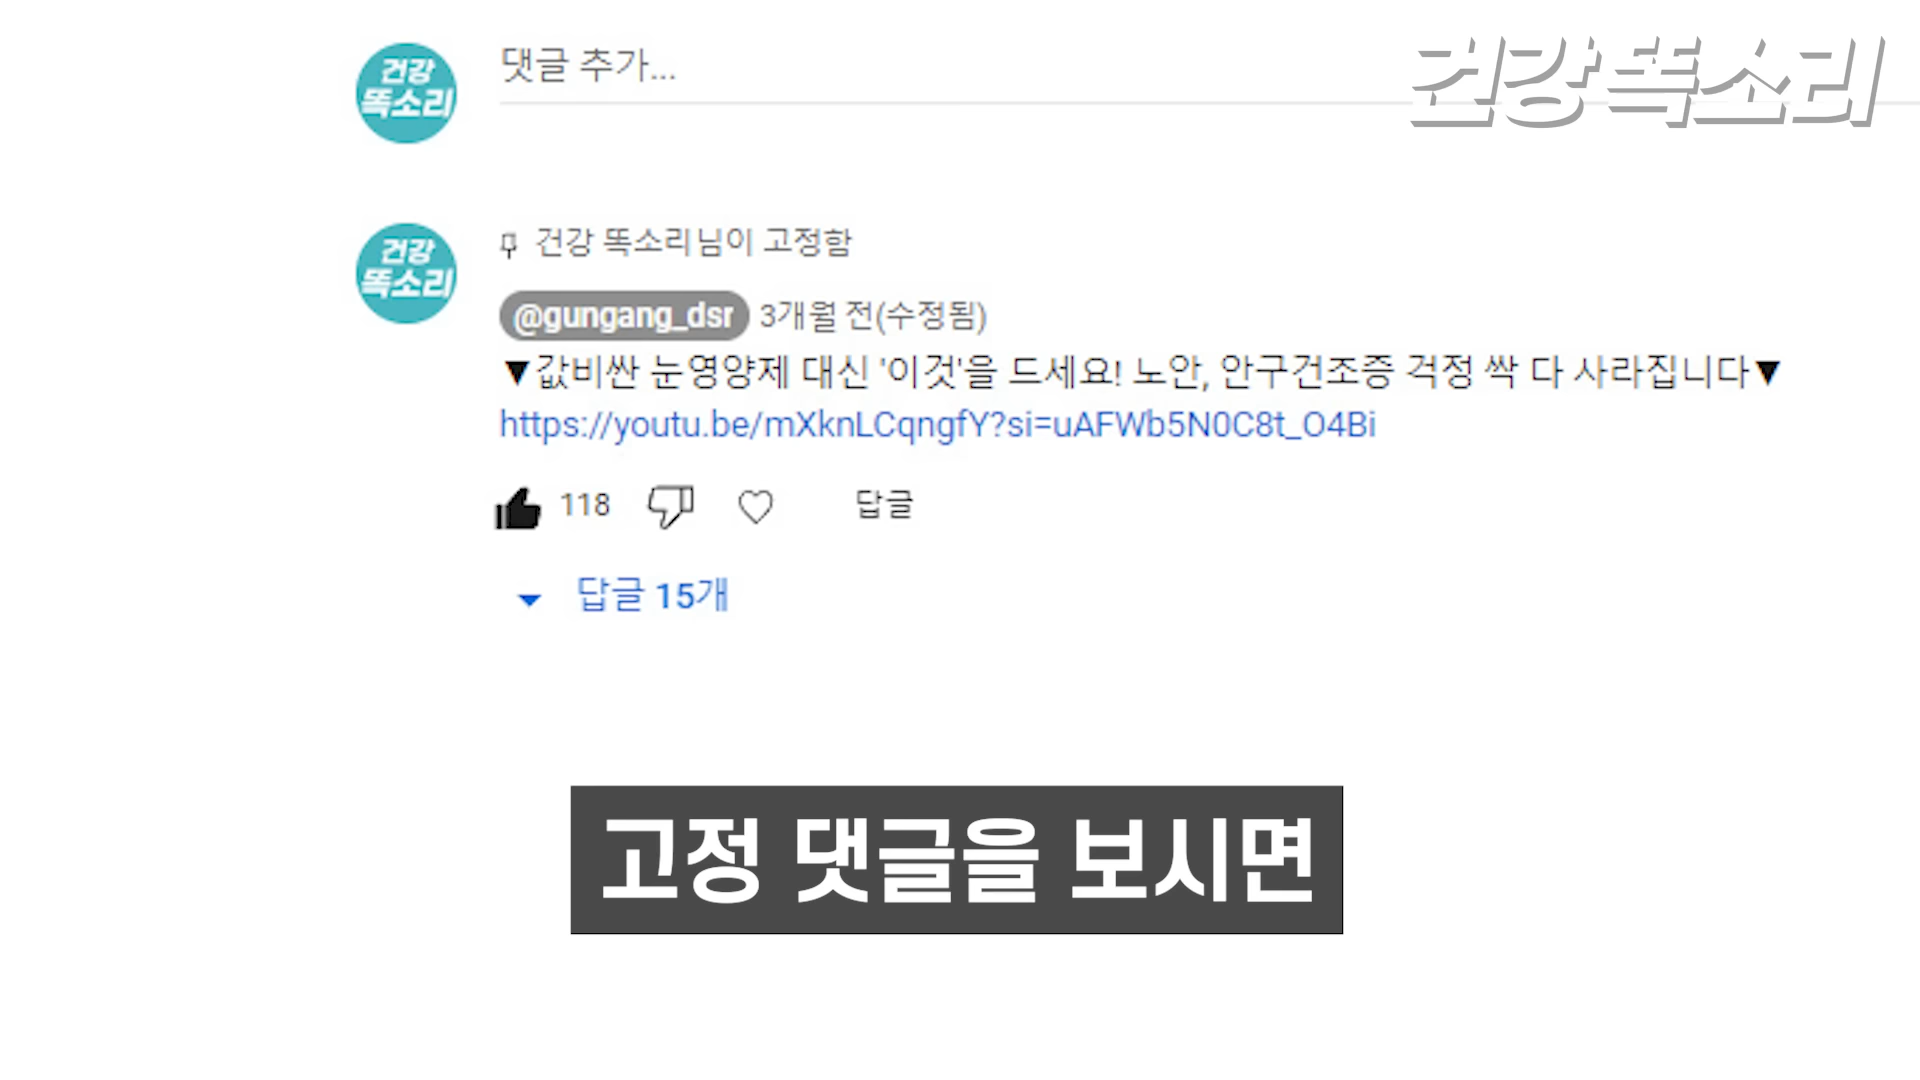 건강 똑소리
댓글 추가...
건강
똑소리
건강
똑소리
건강 똑소리님이 고정함
@gungang_dsr 3개월 전(수정됨)
▼값비싼 눈영양제 대신 '이것'을 드세요! 노안, 안구건조증 걱정 싹 다 사라집니다▼
https://youtu.be/mXknLCqngfY?si=uAFWb5N0C8t_O4Bi
118 답글
답글 15개
고정 댓글을 보시면